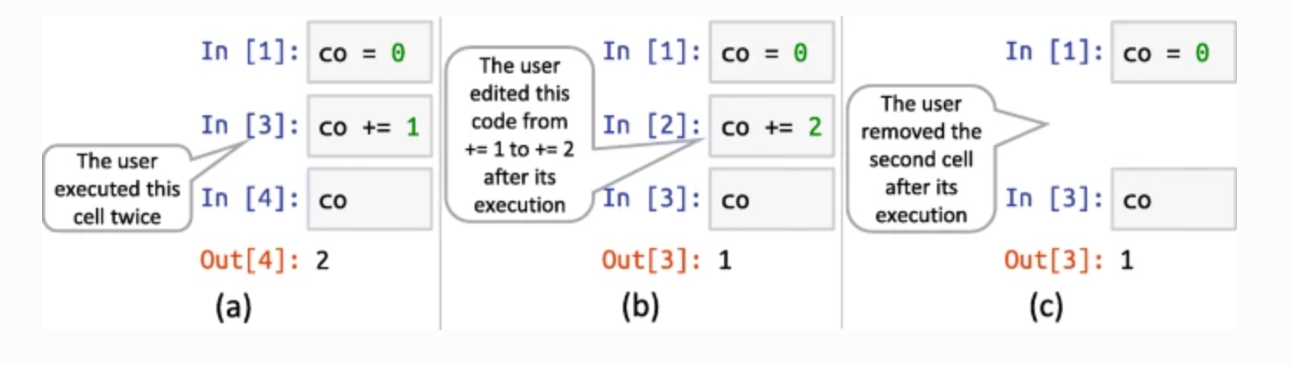 In [1]: co = 0
In [3]: co += 1
The user
executed this
cell twice
In [4]: co
Out[4]: 2
(a)
In [1]: co = 0
The user
edited this
code from
+= 1 to += 2
after its
execution
In [2]: co += 2
In [3]: co
Out[3]: 1
(b)
In [1]: co = 0
The user
removed the
second cell
after its
execution
In [3]: co
Out[3]: 1
(c)